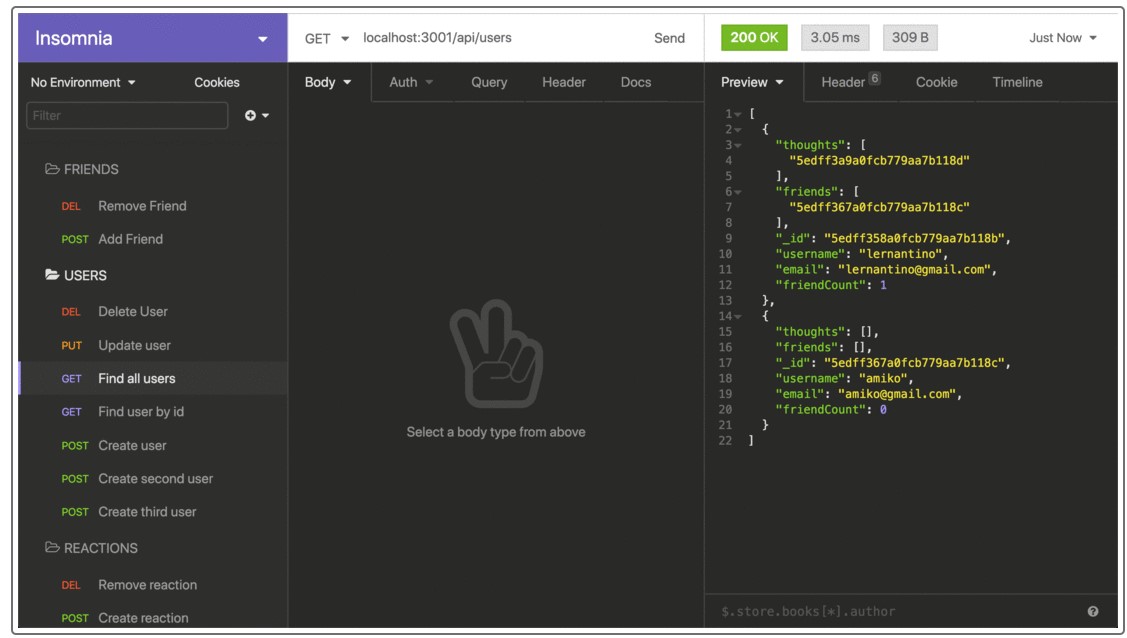 Insomnia
GET localhost:3001/api/users Send
200 OK 3.05 ms 309 B Just Now
No Environment Cookies
Filter
FRIENDS
DEL Remove Friend
POST Add Friend
USERS
DEL Delete User
PUT Update user
GET Find all users
GET Find user by id
POST Create user
POST Create second user
POST Create third user
REACTIONS
DEL Remove reaction
POST Create reaction
Body Auth Query Header Docs
Select a body type from above
Preview Header 6 Cookie Timeline
1 [
2 {
3 "thoughts": [
4 "5edff3a9a0fcb779aa7b118d"
5 ],
6 "friends": [
7 "5edff367a0fcb779aa7b118c"
8 ],
9 "_id": "5edff358a0fcb779aa7b118b",
10 "username": "lernantino",
11 "email": "lernantino@gmail.com",
12 "friendCount": 1
13 },
14 {
15 "thoughts": [],
16 "friends": [],
17 "_id": "5edff367a0fcb779aa7b118c",
18 "username": "amiko",
19 "email": "amiko@gmail.com",
20 "friendCount": 0
21 }
22 ]
$.store.books[*].author